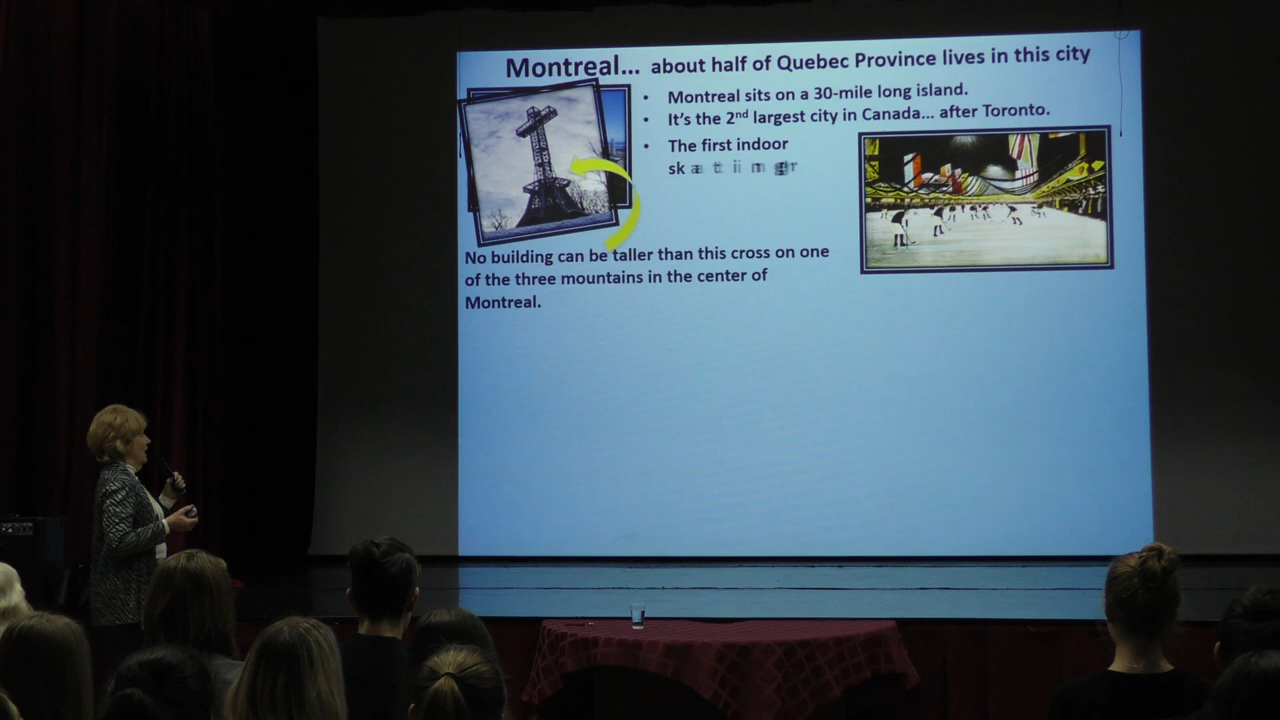 Montreal... about half of Quebec Province lives in this city
• Montreal sits on a 30-mile long island.
• It's the 2nd largest city in Canada... after Toronto.
• The first indoor
No building can be taller than this cross on one
of the three mountains in the center of
Montreal.